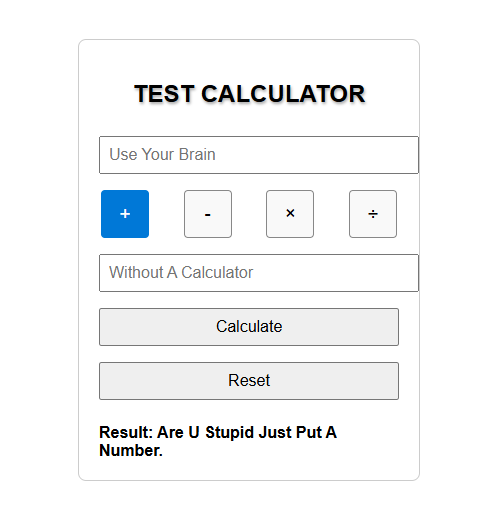 TEST CALCULATOR
Use Your Brain
+ - × ÷
Without A Calculator
Calculate
Reset
Result: Are U Stupid Just Put A
Number.